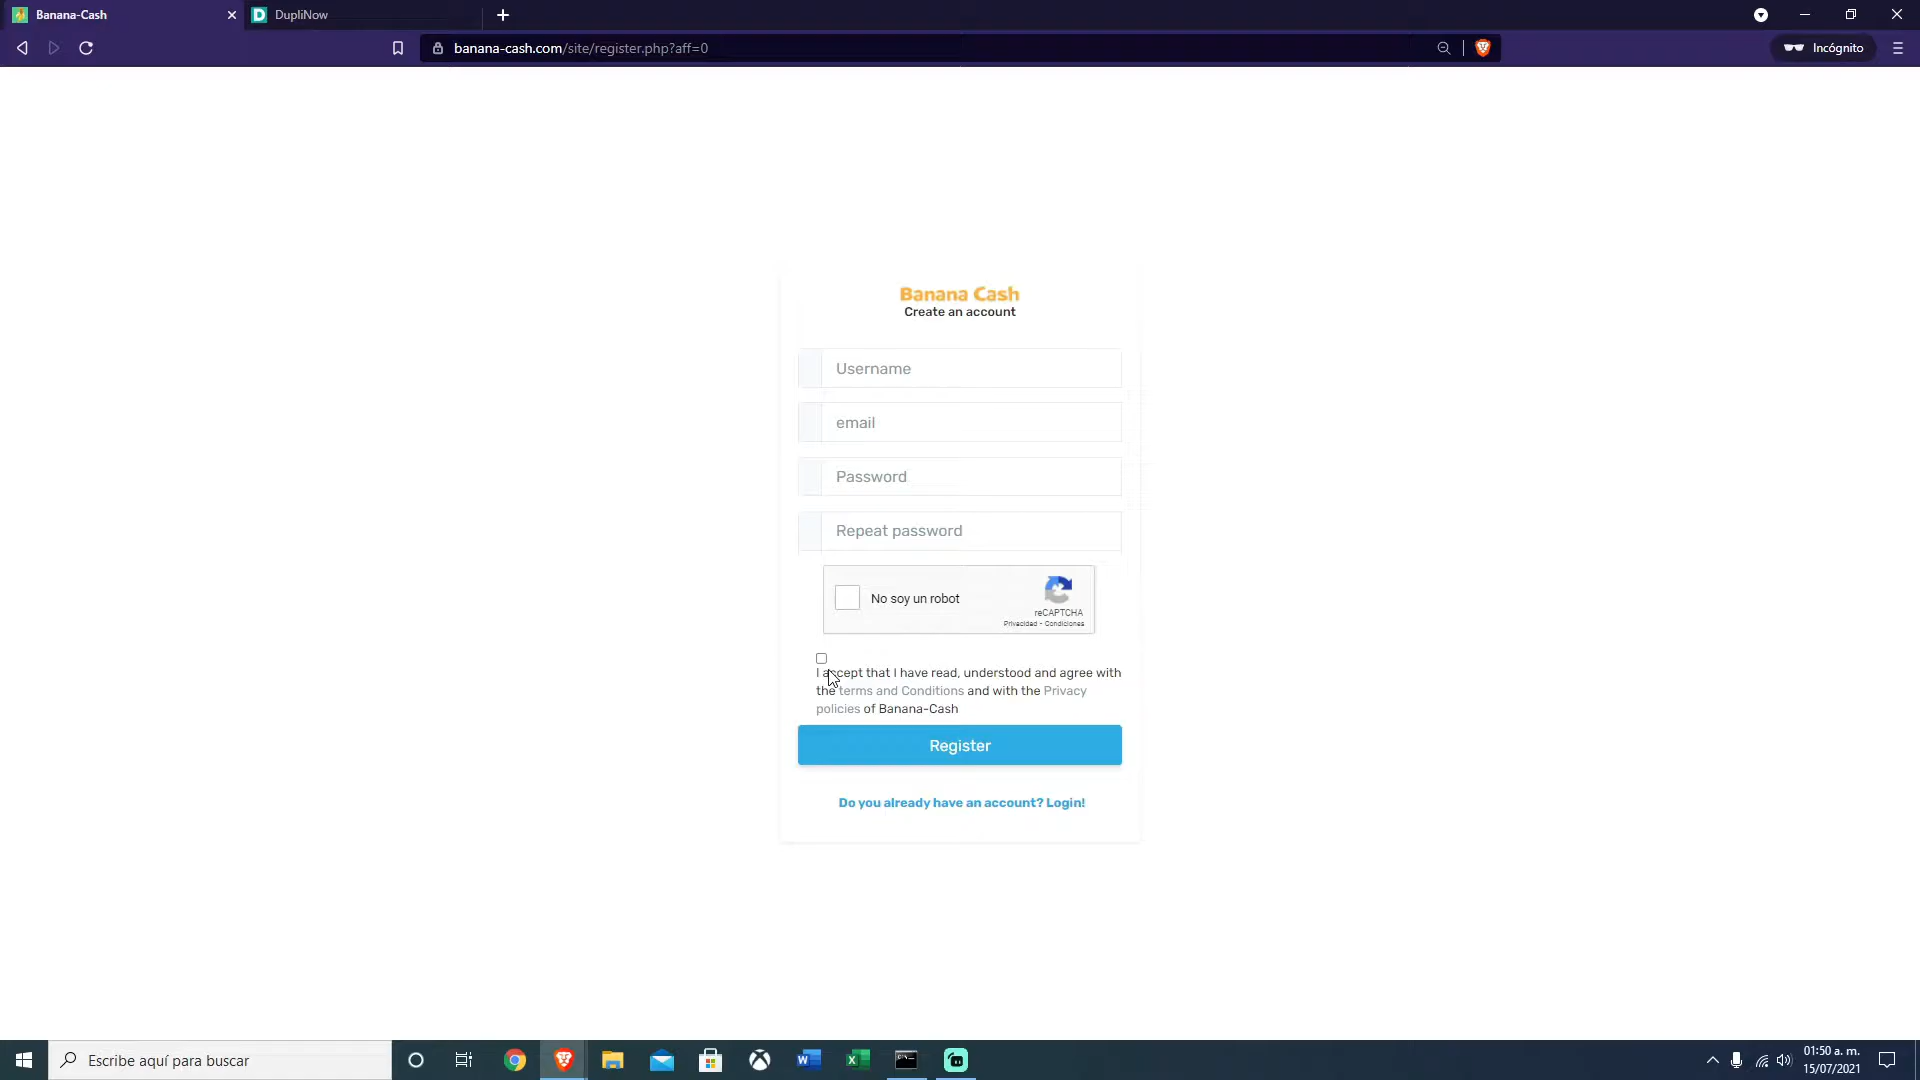 Banana-Cash
DupliNow
banana-cash.com/site/register.php?aff=0
Incógnito
Banana Cash
Create an account
Username
email
Password
Repeat password
No soy un robot
reCAPTCHA
Privacidad - Condiciones
I accept that I have read, understood and agree with
the terms and Conditions and with the Privacy
policies of Banana-Cash
Register
Do you already have an account? Login!
Escribe aquí para buscar
01:50 a. m.
15/07/2021